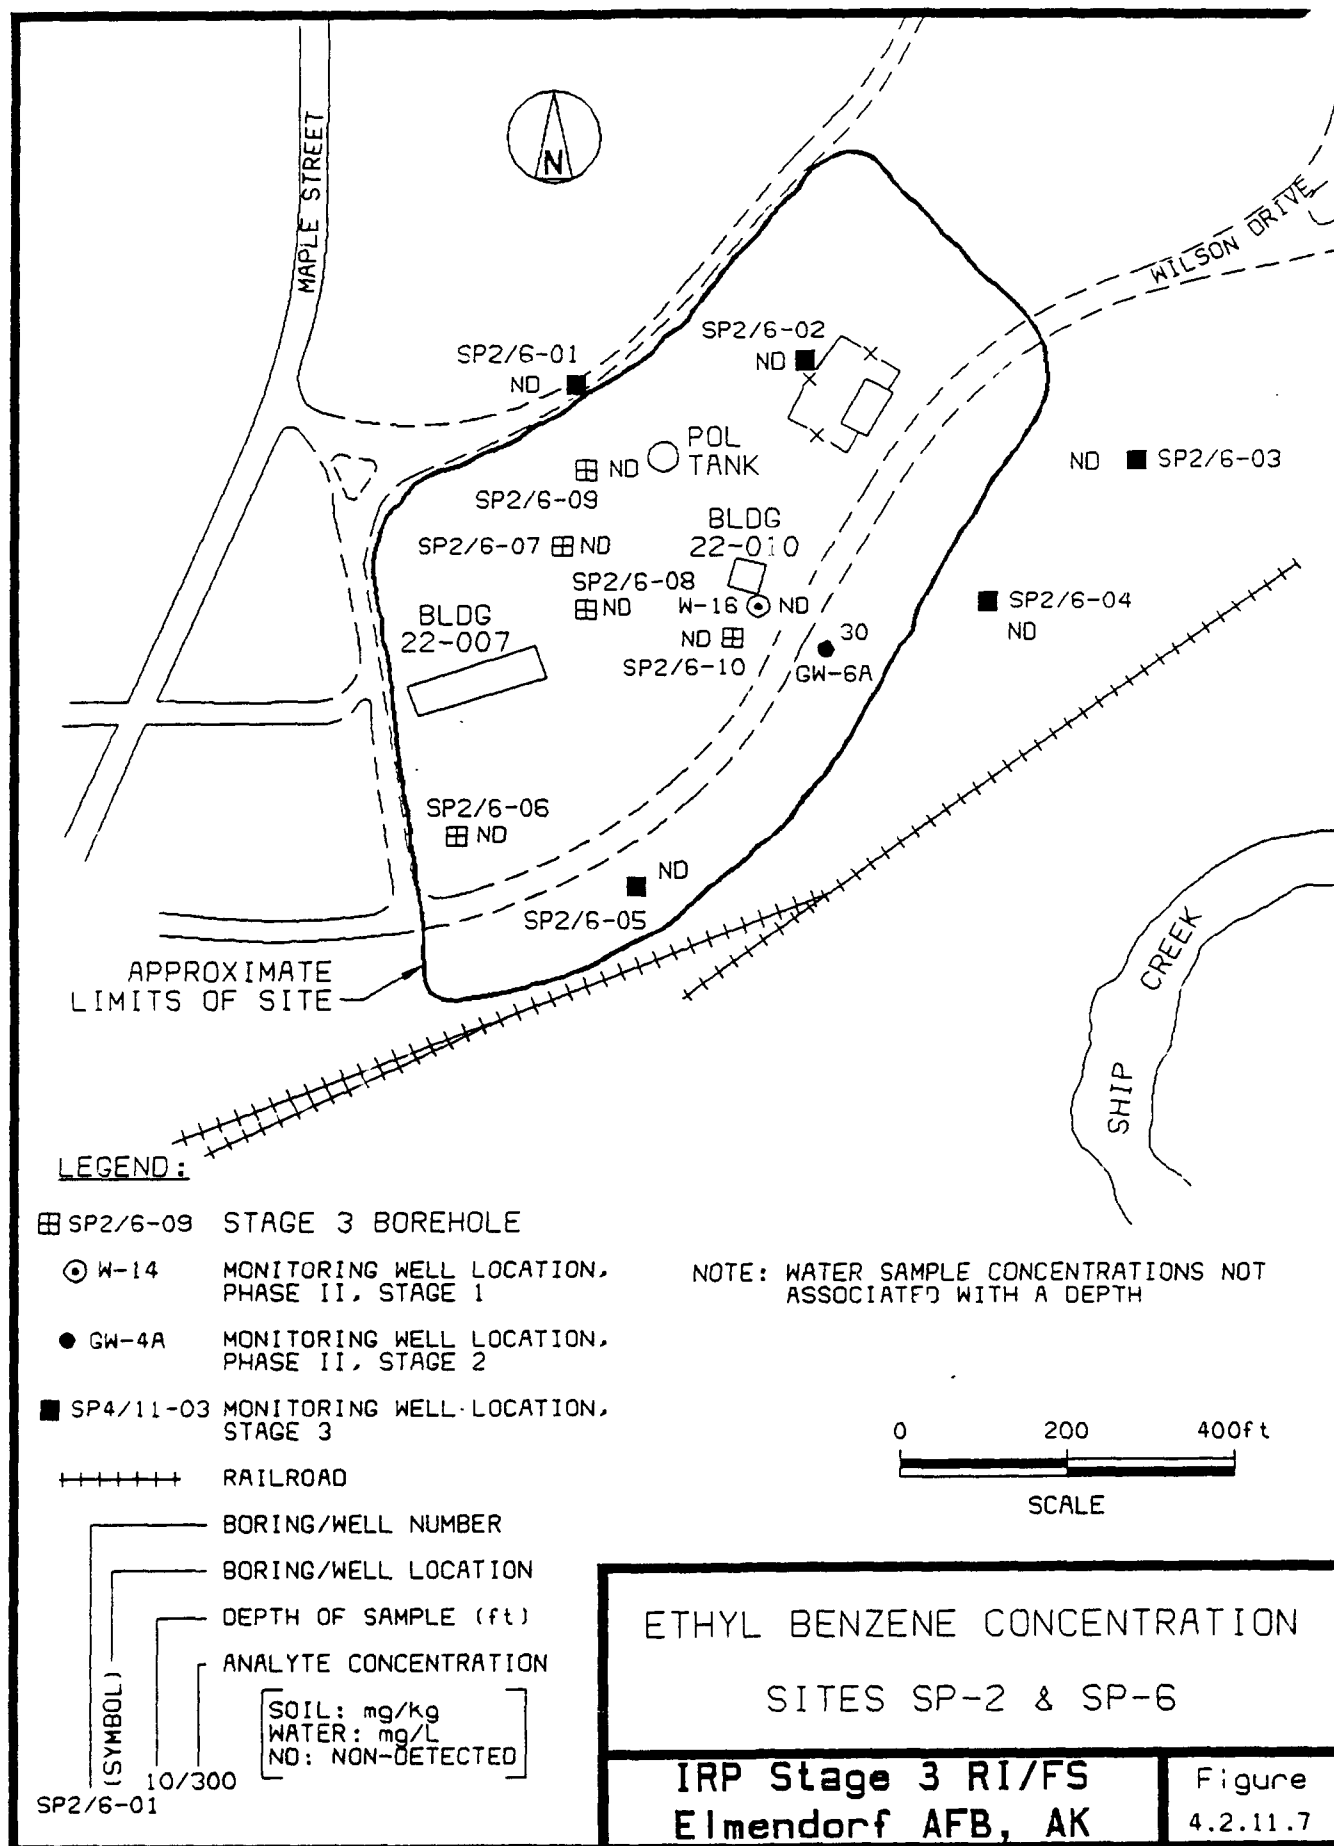 MAPLE STREET
N
WILSON DRIVE
SP2/6-01
ND
SP2/6-02
ND
POL
TANK
ND
SP2/6-09
ND
SP2/6-03
SP2/6-07
ND
BLDG
22-010
SP2/6-08
ND
W-16
ND
SP2/6-04
ND
BLDG
22-007
ND
SP2/6-10
30
GW-6A
SP2/6-06
ND
ND
SP2/6-05
APPROXIMATE
LIMITS OF SITE
SHIP CREEK
LEGEND:
SP2/6-09 STAGE 3 BOREHOLE
W-14 MONITORING WELL LOCATION,
PHASE II, STAGE 1
GW-4A MONITORING WELL LOCATION,
PHASE II, STAGE 2
SP4/11-03 MONITORING WELL LOCATION,
STAGE 3
RAILROAD
BORING/WELL NUMBER
BORING/WELL LOCATION
DEPTH OF SAMPLE (ft)
ANALYTE CONCENTRATION
SOIL: mg/kg
WATER: mg/L
ND: NON-DETECTED
(SYMBOL)
10/300
SP2/6-01
NOTE: WATER SAMPLE CONCENTRATIONS NOT
ASSOCIATED WITH A DEPTH
0 200 400ft
SCALE
ETHYL BENZENE CONCENTRATION
SITES SP-2 & SP-6
IRP Stage 3 RI/FS
Elmendorf AFB, AK
Figure
4.2.11.7